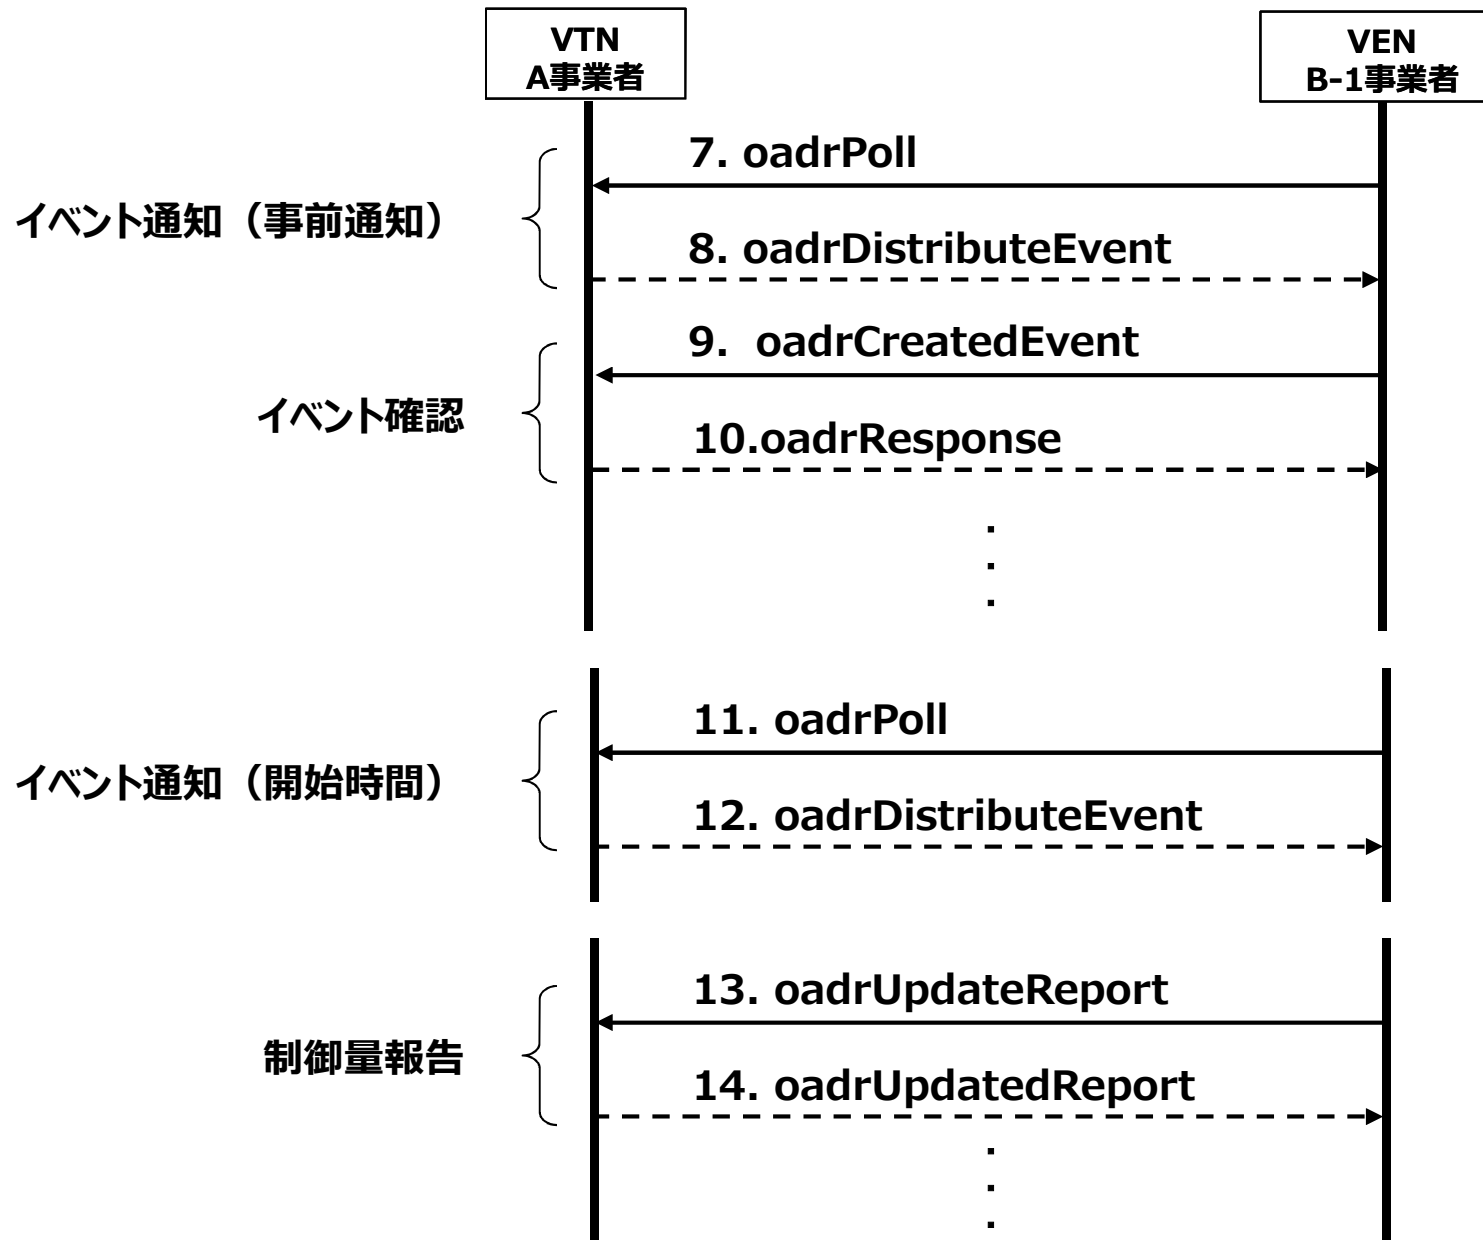 VTN
A事業者
VEN
B-1事業者
7. oadrPoll
イベント通知（事前通知）
8. oadrDistributeEvent
9. oadrCreatedEvent
イベント確認
10.oadrResponse
.
.
.
11. oadrPoll
イベント通知（開始時間）
12. oadrDistributeEvent
13. oadrUpdateReport
制御量報告
14. oadrUpdatedReport
.
.
.